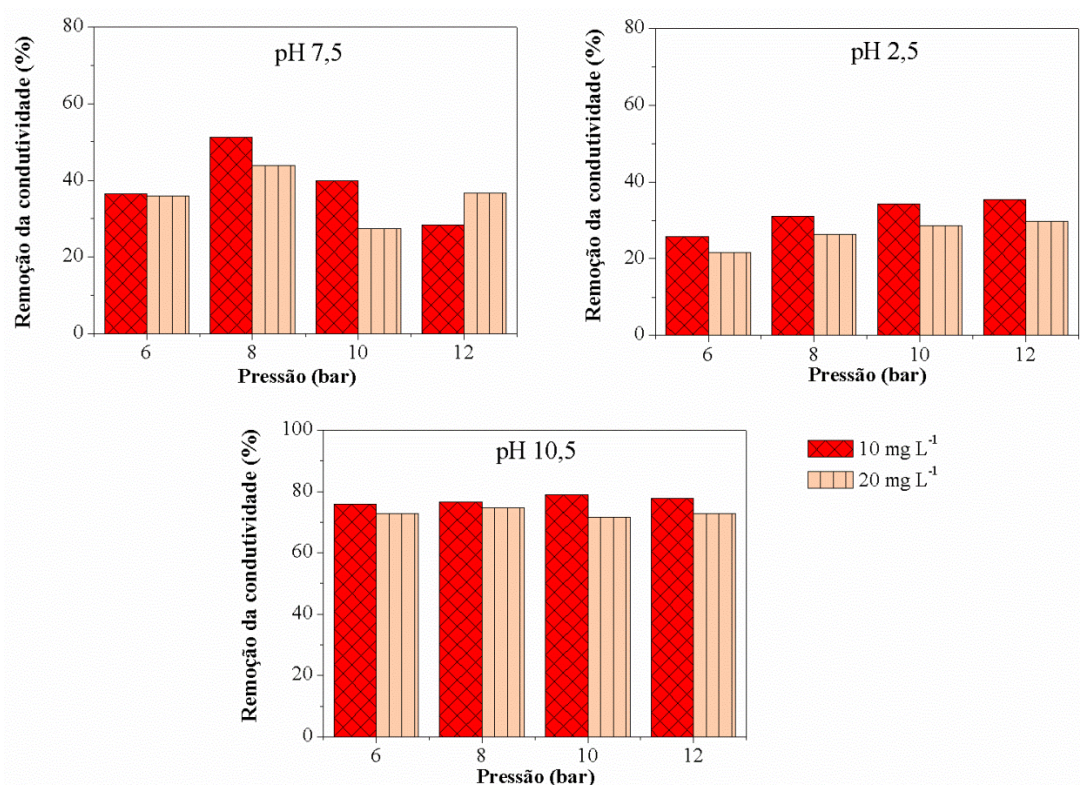 pH 7,5
Remoção da condutividade (%)
80
60
40
20
0
6 8 10 12
Pressão (bar)
pH 2,5
Remoção da condutividade (%)
80
60
40
20
0
6 8 10 12
Pressão (bar)
pH 10,5
Remoção da condutividade (%)
100
80
60
40
20
0
6 8 10 12
Pressão (bar)
10 mg L⁻¹
20 mg L⁻¹